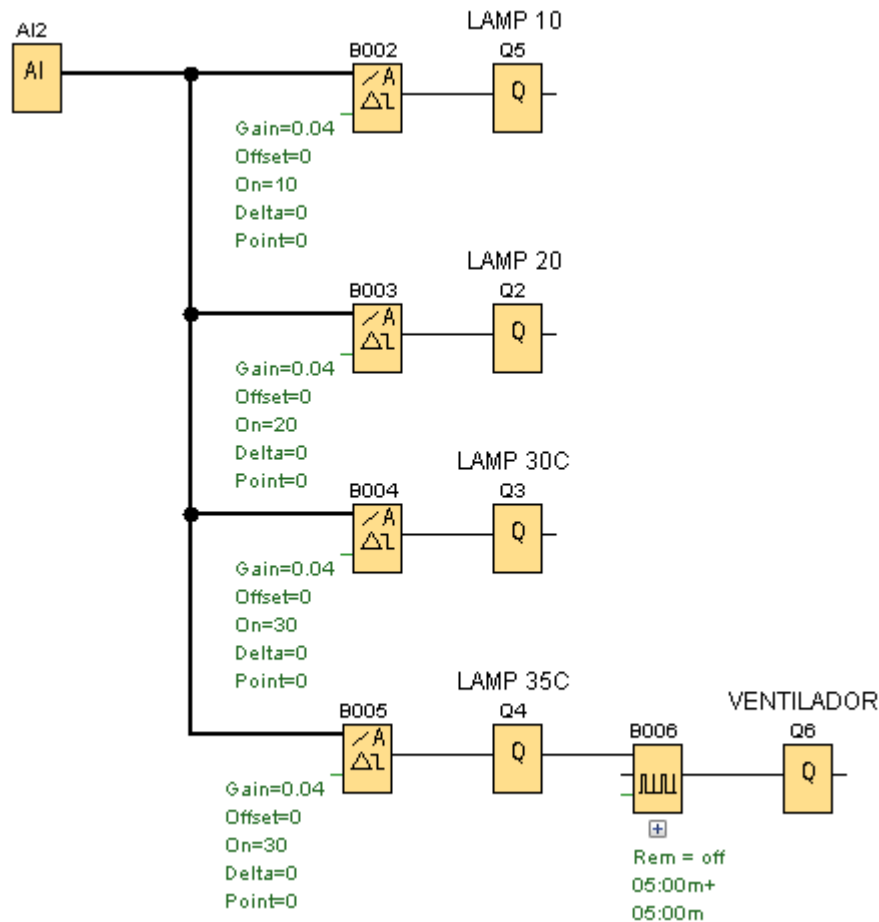 LAMP 10
AI2
B002
Q5
AI
A
Q
Gain=0.04
Offset=0
On=10
Delta=0
Point=0
LAMP 20
B003
Q2
A
Q
Gain=0.04
Offset=0
On=20
Delta=0
Point=0
LAMP 30C
B004
Q3
A
Q
Gain=0.04
Offset=0
On=30
Delta=0
Point=0
LAMP 35C
VENTILADOR
B005
Q4
B006
Q6
A
Q
Q
Gain=0.04
Offset=0
On=30
Delta=0
Point=0
Rem = off
05:00m+
05:00m